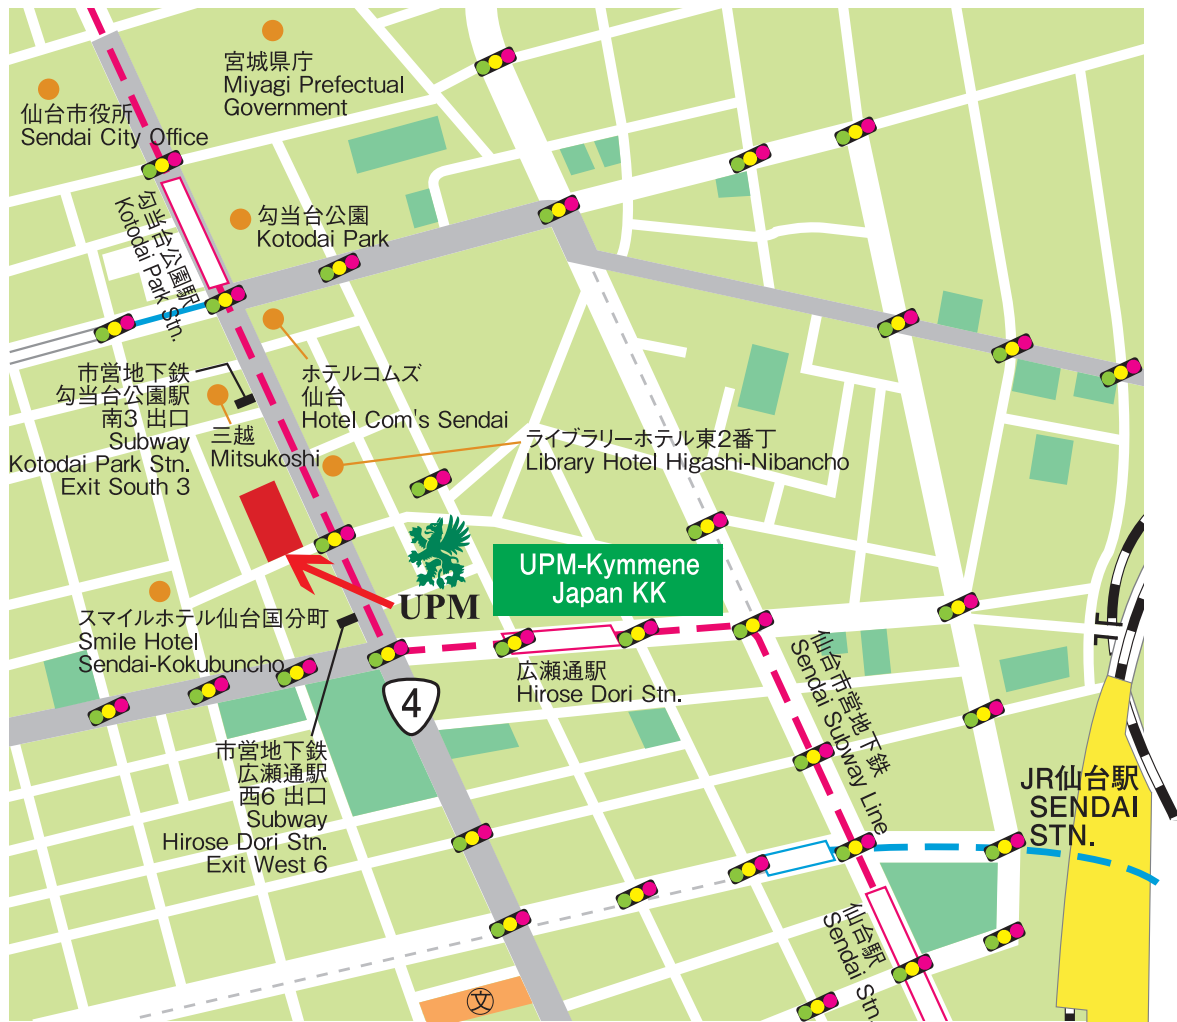 宮城県庁
Miyagi Prefectual
Government
仙台市役所
Sendai City Office
勾当台公園駅
Kotodai Park Stn.
勾当台公園
Kotodai Park
市営地下鉄
勾当台公園駅
南3 出口
Subway
Kotodai Park Stn.
Exit South 3
三越
Mitsukoshi
ホテルコムズ
仙台
Hotel Com's Sendai
ライブラリーホテル東2番丁
Library Hotel Higashi-Nibancho
UPM
UPM-Kymmene
Japan KK
スマイルホテル仙台国分町
Smile Hotel
Sendai-Kokubuncho
広瀬通駅
Hirose Dori Stn.
4
市営地下鉄
広瀬通駅
西6 出口
Subway
Hirose Dori Stn.
Exit West 6
仙台市営地下鉄
Sendai Subway Line
JR仙台駅
SENDAI
STN.
仙台駅
Sendai Stn.
文